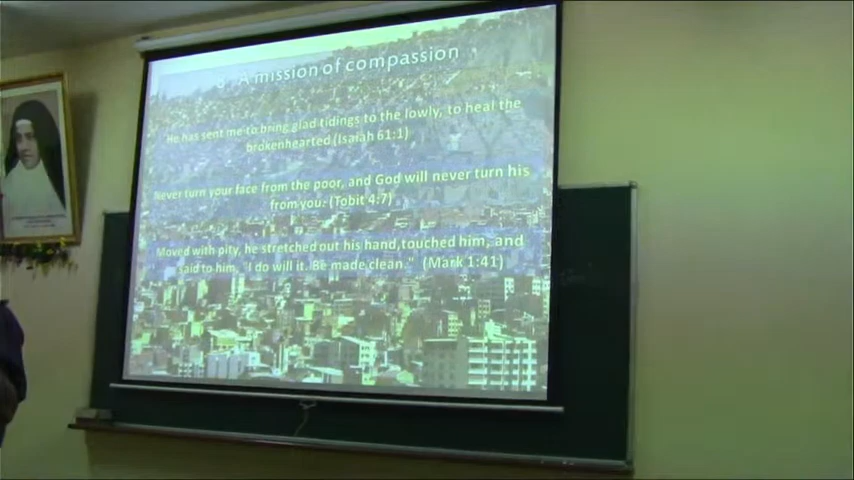 A mission of compassion
He has sent me to bring glad tidings to the lowly, to heal the
brokenhearted (Isaiah 61:1)
Never turn your face from the poor, and God will never turn his
from you. (Tobit 4:7)
Moved with pity, he stretched out his hand,touched him, and
said to him, "I do will it. Be made clean." (Mark 1:41)